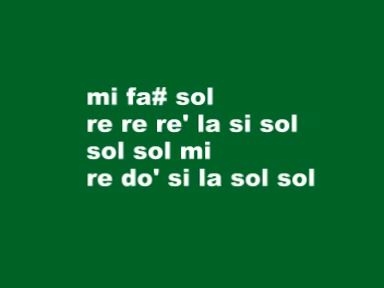 mi fa# sol
re re re' la si sol
sol sol mi
re do' si la sol sol